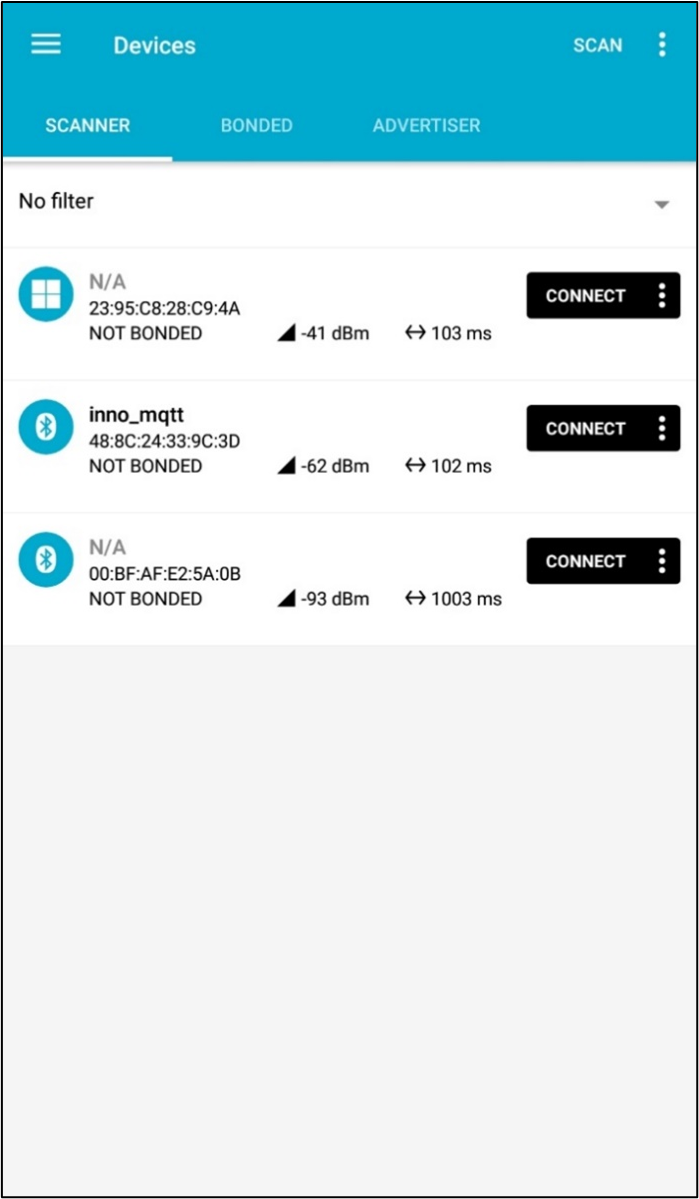 Devices SCAN
SCANNER BONDED ADVERTISER
No filter
N/A
23:95:C8:28:C9:4A
CONNECT
NOT BONDED -41 dBm 103 ms
inno_mqtt
48:8C:24:33:9C:3D
CONNECT
NOT BONDED -62 dBm 102 ms
N/A
00:BF:AF:E2:5A:0B
CONNECT
NOT BONDED -93 dBm 1003 ms